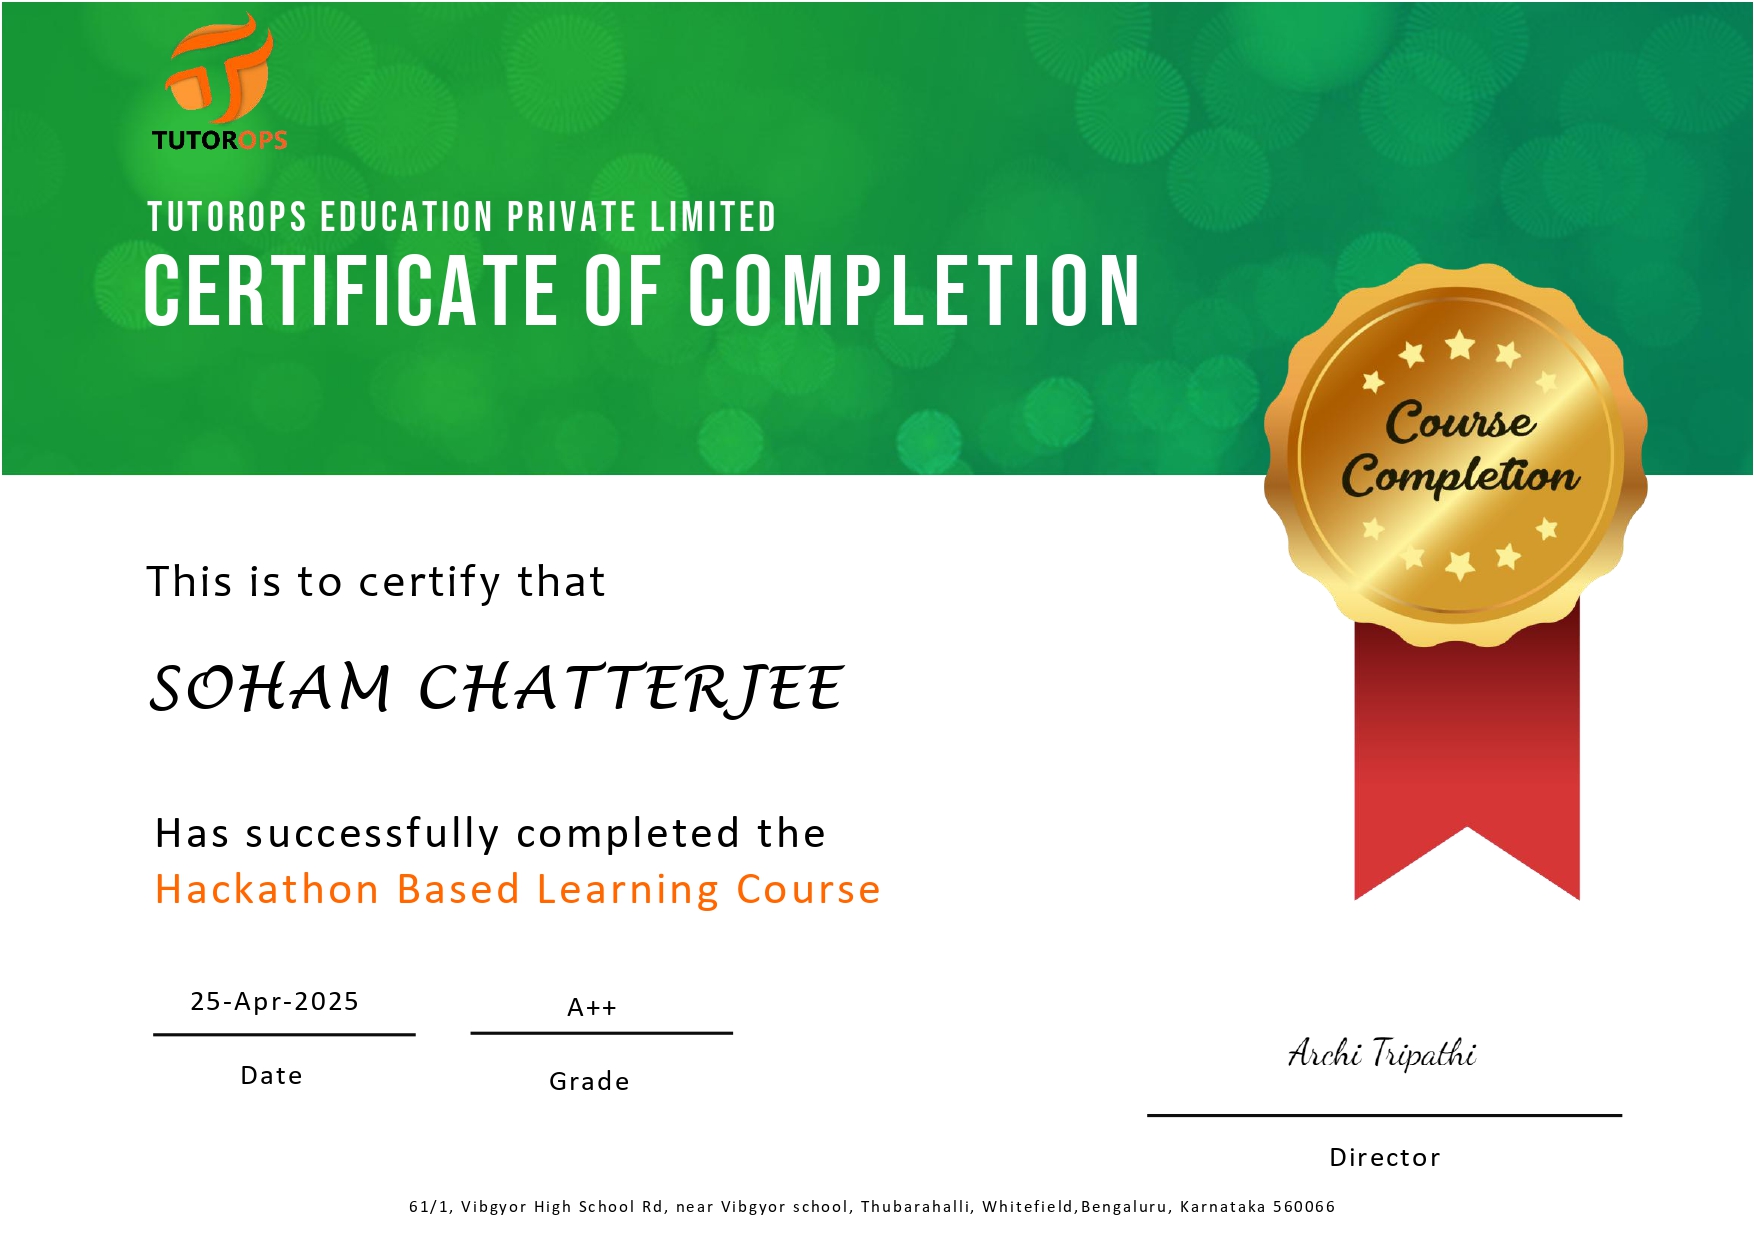 TUTOROPS
TUTOROPS EDUCATION PRIVATE LIMITED
CERTIFICATE OF COMPLETION
Course
Completion
This is to certify that
SOHAM CHATTERJEE
Has successfully completed the
Hackathon Based Learning Course
25-Apr-2025
Date
A++
Grade
Archi Tripathi
Director
61/1, Vibgyor High School Rd, near Vibgyor school, Thubarahalli, Whitefield,Bengaluru, Karnataka 560066